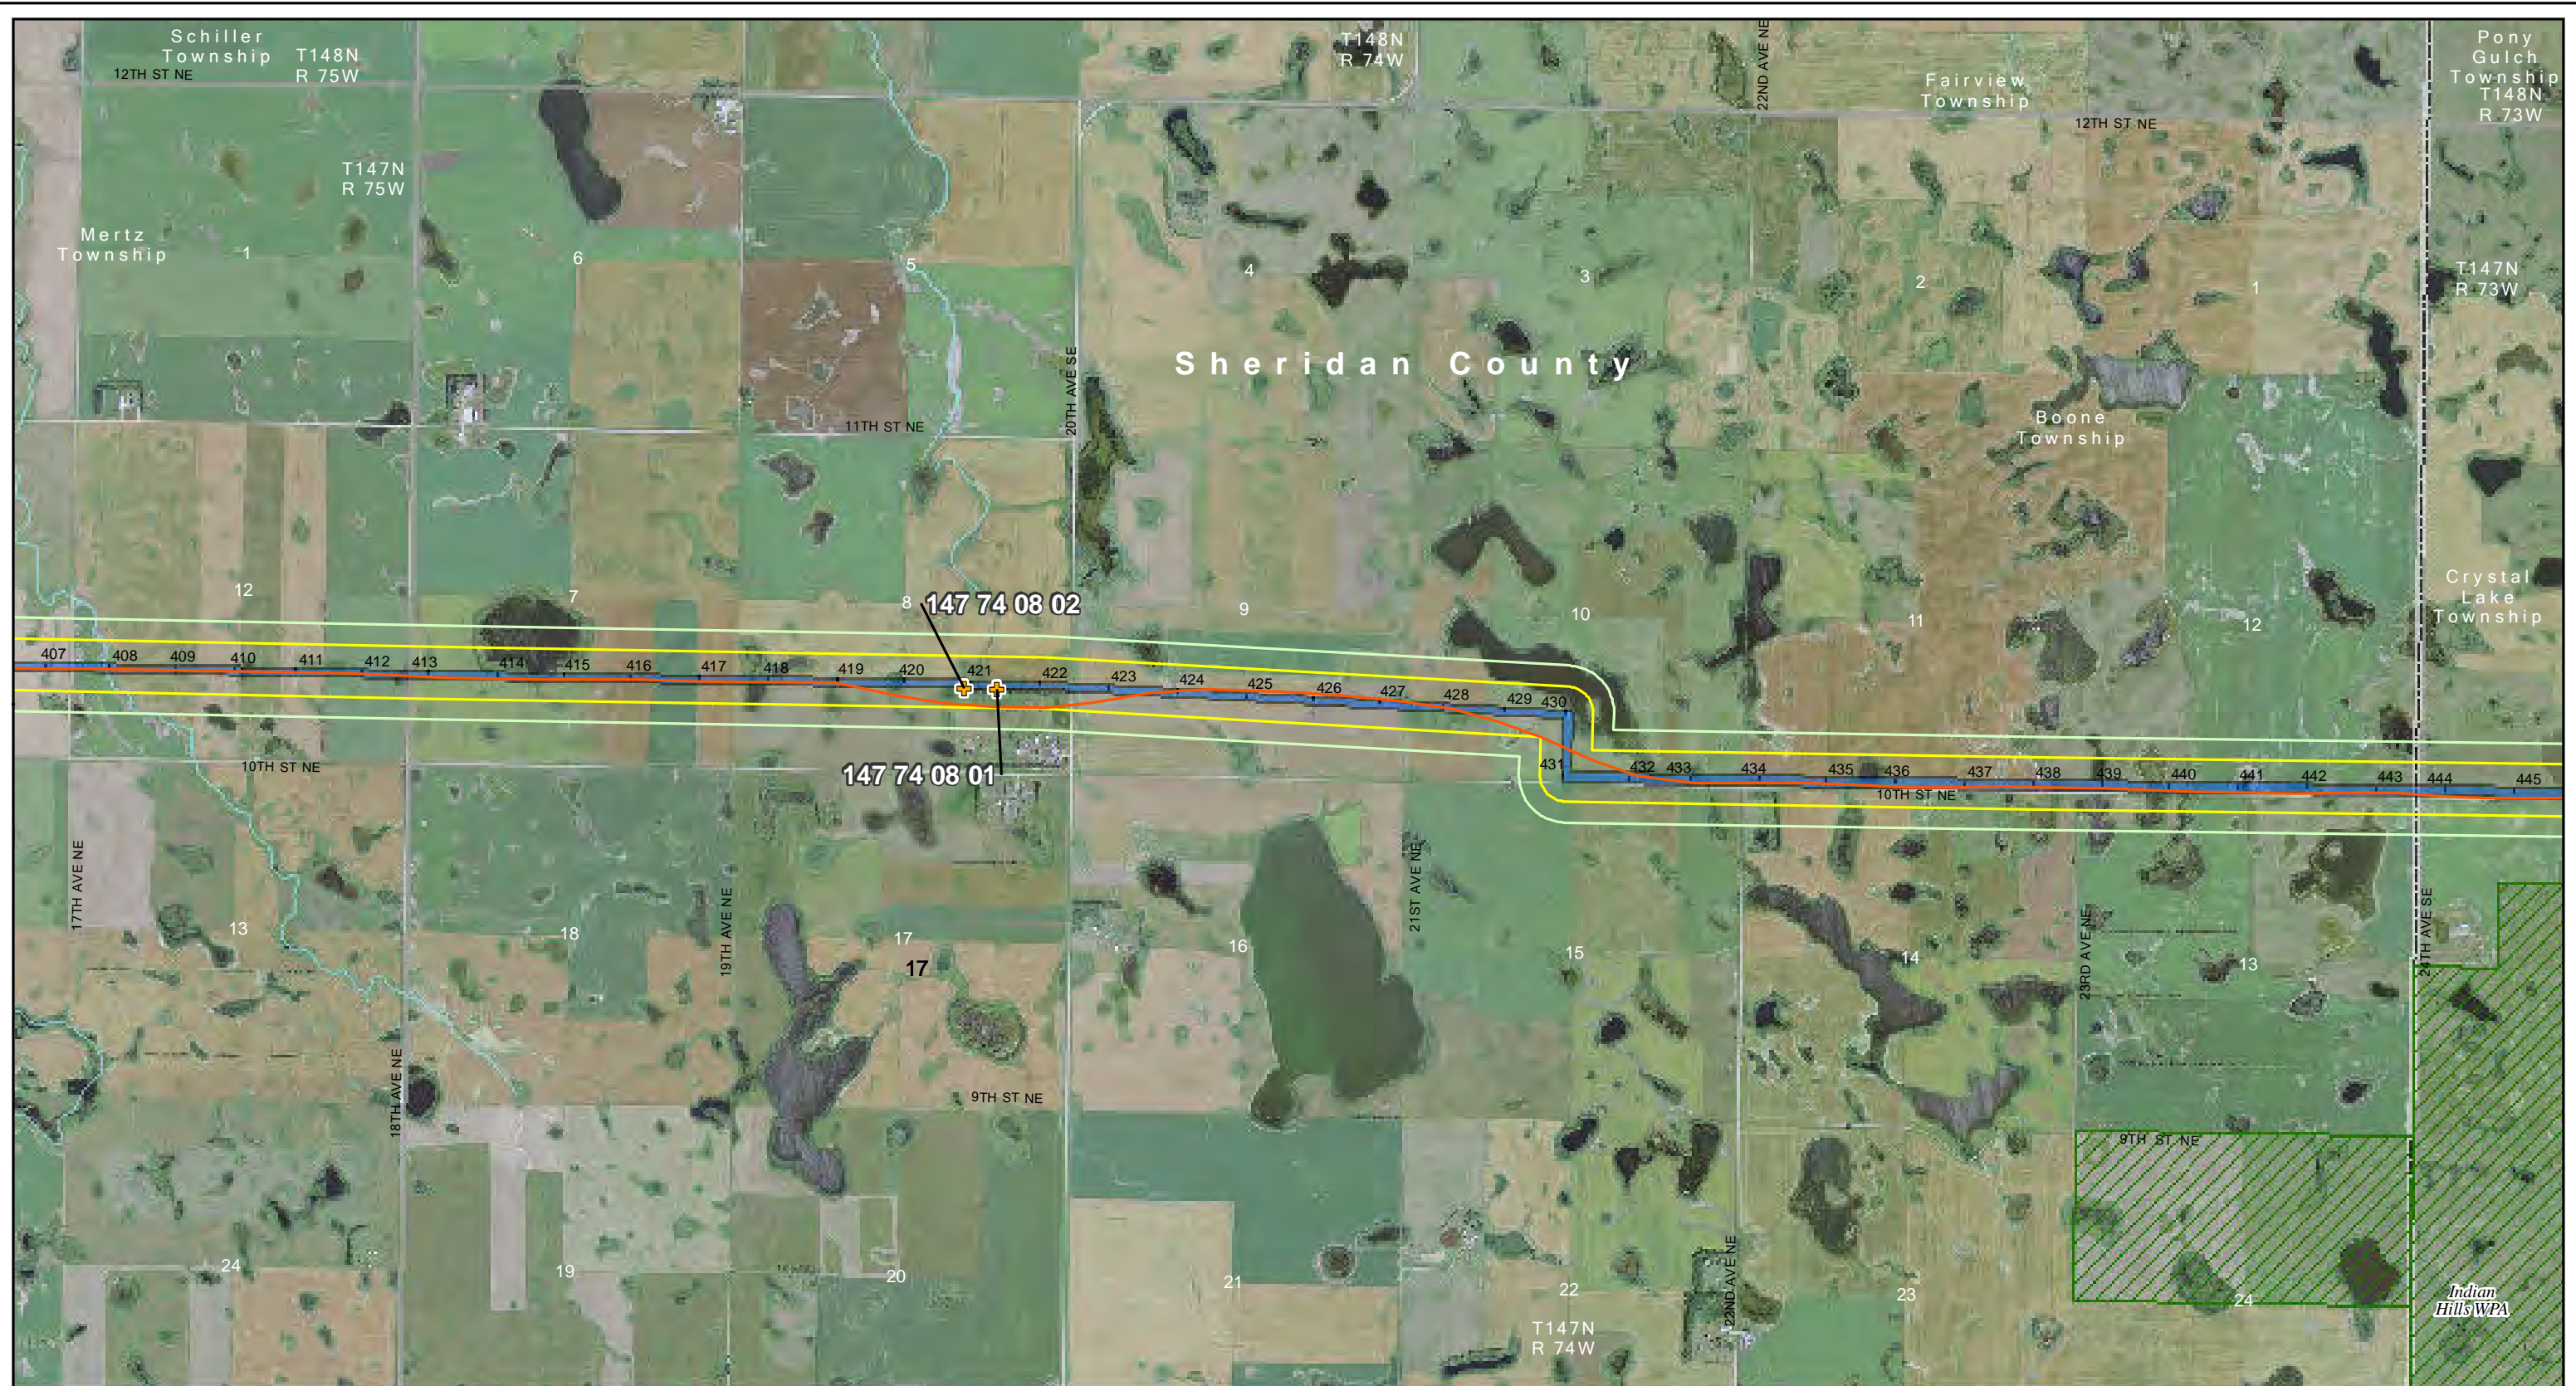 Schiller
Township
T148N
R 75W
12TH ST NE
T148N
R 74W
22ND AVE NE
Fairview
Township
12TH ST NE
Pony
Gulch
Township
T148N
R 73W
T147N
R 75W
Mertz
Township
1
6
5
4
3
2
1
T147N
R 73W
Sheridan County
20TH AVE SE
11TH ST NE
Boone
Township
Crystal
Lake
Township
12
7
8
147 74 08 02
9
10
11
12
407
408
409
410
411
412
413
414
415
416
417
418
419
420
421
422
423
424
425
426
427
428
429
430
431
432
433
434
435
436
437
438
439
440
441
442
443
444
445
10TH ST NE
147 74 08 01
10TH ST NE
17TH AVE NE
19TH AVE NE
21ST AVE NE
23RD AVE NE
24TH AVE SE
13
18
17
17
16
15
14
13
18TH AVE NE
9TH ST NE
9TH ST NE
24
19
20
21
22
22ND AVE NE
23
24
Indian
Hills WPA
T147N
R 74W